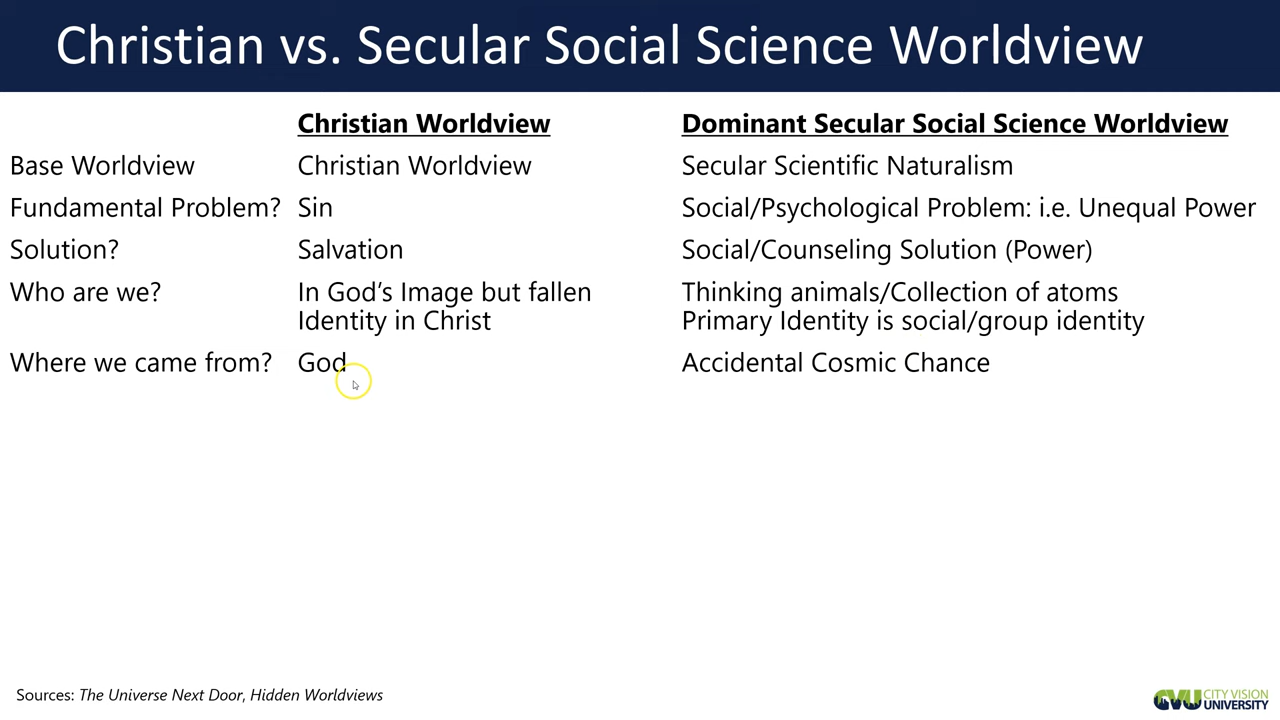 Christian vs. Secular Social Science Worldview
Christian Worldview Dominant Secular Social Science Worldview
Base Worldview Christian Worldview Secular Scientific Naturalism
Fundamental Problem? Sin Social/Psychological Problem: i.e. Unequal Power
Solution? Salvation Social/Counseling Solution (Power)
Who are we? In God's Image but fallen Thinking animals/Collection of atoms
Identity in Christ Primary Identity is social/group identity
Where we came from? God Accidental Cosmic Chance
Sources: The Universe Next Door, Hidden Worldviews
CVU CITY VISION
UNIVERSITY